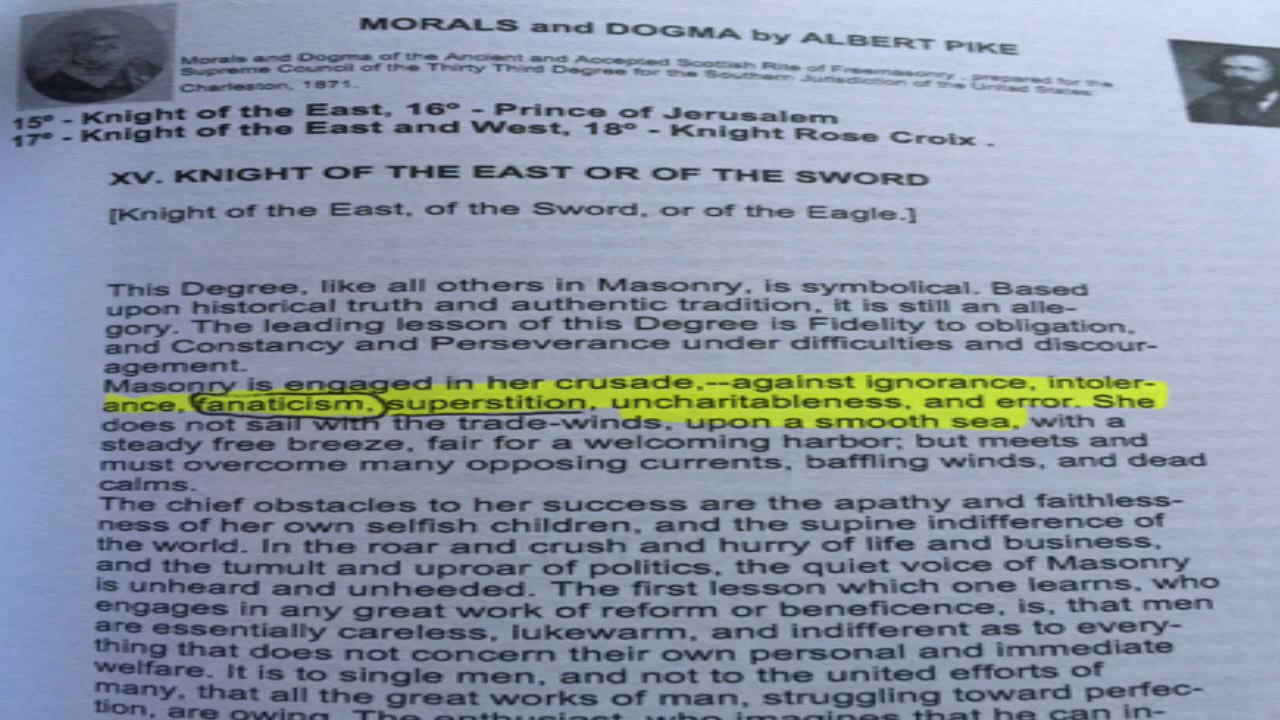 MORALS and DOGMA by ALBERT PIKE
Morals and Dogma of the Ancient and Accepted Scottish Rite of Freemasonry , prepared for the
Supreme Council of the Thirty Third Degree for the Southern Jurisdiction of the United States:
Charleston, 1871.
15º - Knight of the East, 16º - Prince of Jerusalem
17º - Knight of the East and West, 18º - Knight Rose Croix .
XV. KNIGHT OF THE EAST OR OF THE SWORD
[Knight of the East, of the Sword, or of the Eagle.]
This Degree, like all others in Masonry, is symbolical. Based
upon historical truth and authentic tradition, it is still an alle-
gory. The leading lesson of this Degree is Fidelity to obligation,
and Constancy and Perseverance under difficulties and discour-
agement.
Masonry is engaged in her crusade,--against ignorance, intoler-
ance, fanaticism, superstition, uncharitableness, and error. She
does not sail with the trade-winds, upon a smooth sea, with a
steady free breeze, fair for a welcoming harbor; but meets and
must overcome many opposing currents, baffling winds, and dead
calms.
The chief obstacles to her success are the apathy and faithless-
ness of her own selfish children, and the supine indifference of
the world. In the roar and crush and hurry of life and business,
and the tumult and uproar of politics, the quiet voice of Masonry
is unheard and unheeded. The first lesson which one learns, who
engages in any great work of reform or beneficence, is, that men
are essentially careless, lukewarm, and indifferent as to every-
thing that does not concern their own personal and immediate
welfare. It is to single men, and not to the united efforts of
many, that all the great works of man, struggling toward perfec-
tion, are owing. The enthusiast, who imagines that he can in-